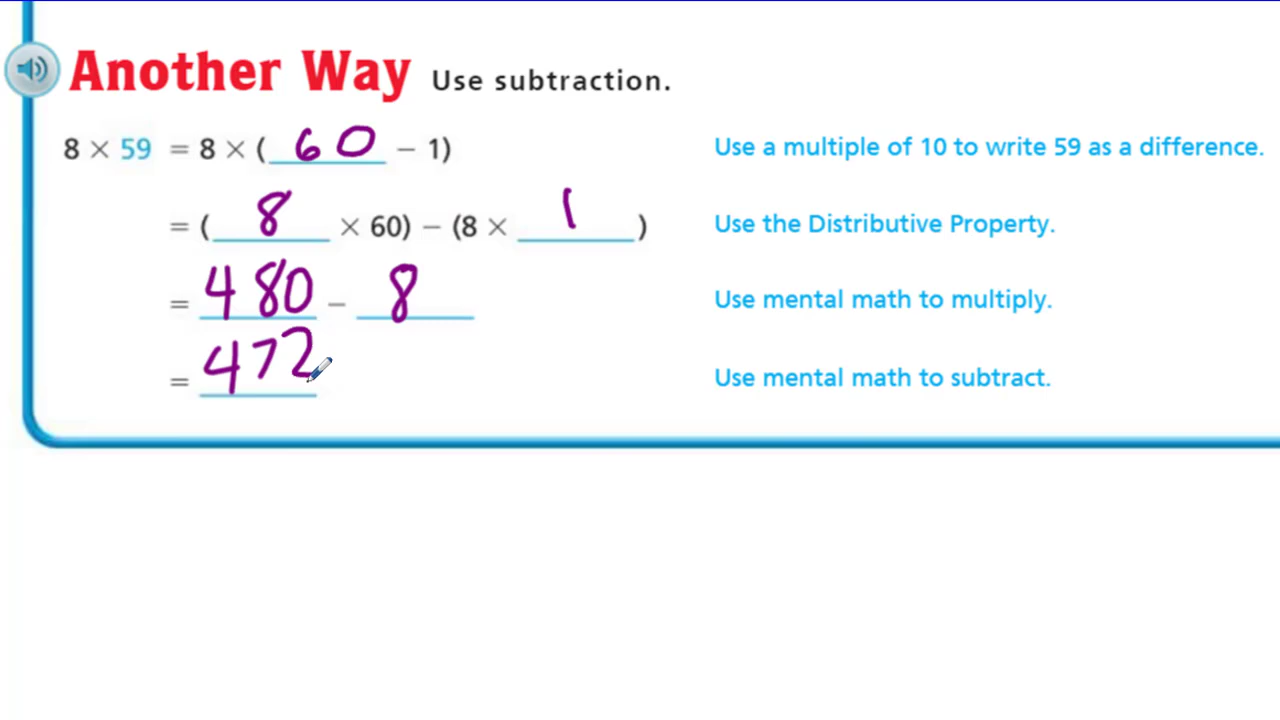 Another Way Use subtraction.
8 × 59 = 8 × (60 − 1) Use a multiple of 10 to write 59 as a difference.
= (8 × 60) − (8 × 1) Use the Distributive Property.
= 480 − 8 Use mental math to multiply.
= 472 Use mental math to subtract.